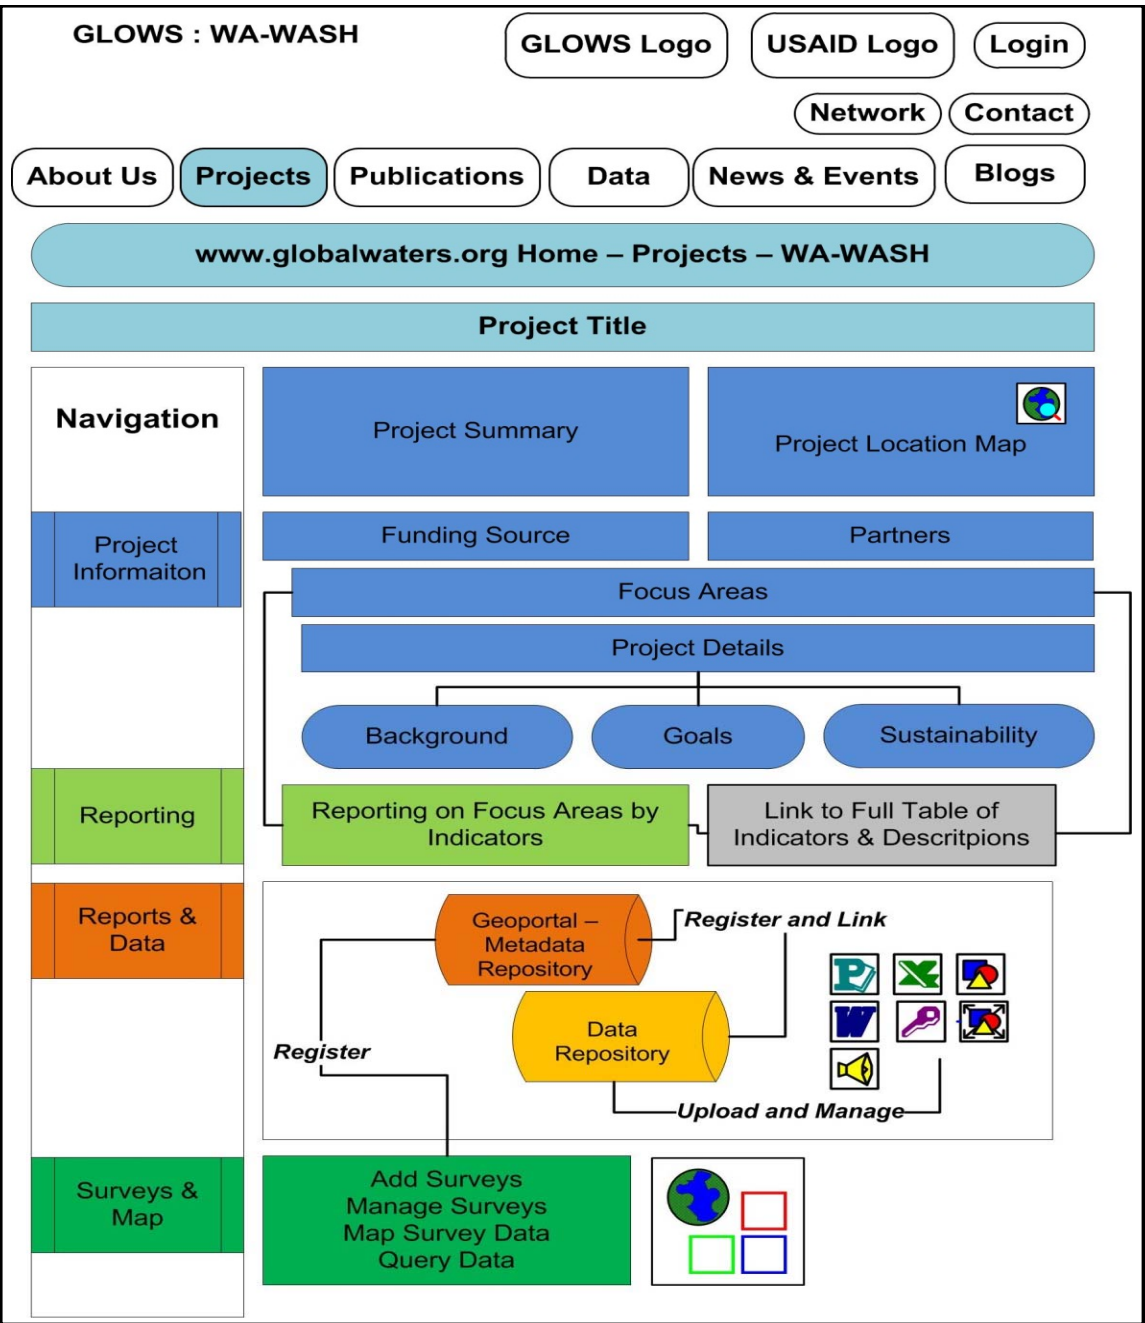 GLOWS : WA-WASH
GLOWS Logo
USAID Logo
Login
Network
Contact
About Us
Projects
Publications
Data
News & Events
Blogs
www.globalwaters.org Home – Projects – WA-WASH
Project Title
Navigation
Project Summary
Project Location Map
Project
Informaiton
Funding Source
Partners
Focus Areas
Project Details
Background
Goals
Sustainability
Reporting
Reporting on Focus Areas by
Indicators
Link to Full Table of
Indicators & Descritpions
Reports &
Data
Geoportal –
Metadada
Repository
Register and Link
Data
Repository
Register
Upload and Manage
Surveys &
Map
Add Surveys
Manage Surveys
Map Survey Data
Query Data